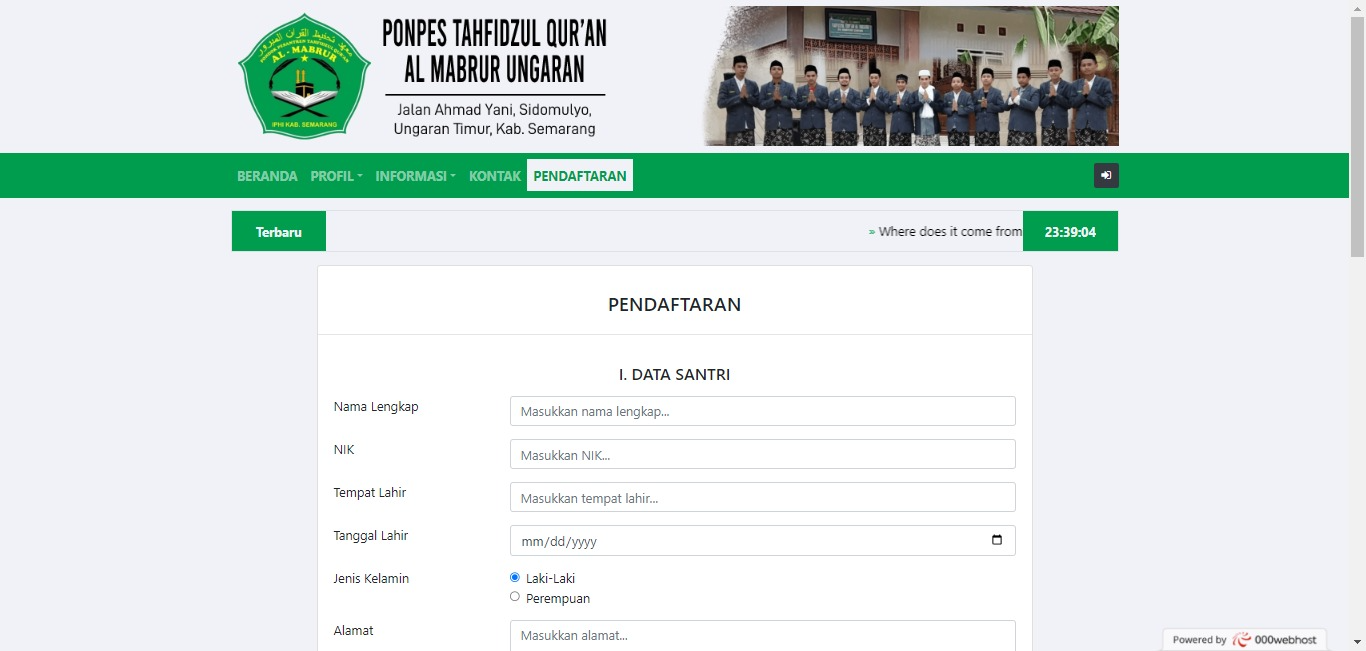 PONPES TAHFIDZUL QUR'AN
AL MABRUR UNGARAN
Jalan Ahmad Yani, Sidomulyo,
Ungaran Timur, Kab. Semarang
AL - MABRUR
IPHI KAB. SEMARANG
BERANDA PROFIL INFORMASI KONTAK PENDAFTARAN
Terbaru » Where does it come from 23:39:04
PENDAFTARAN
I. DATA SANTRI
Nama Lengkap Masukkan nama lengkap...
NIK Masukkan NIK...
Tempat Lahir Masukkan tempat lahir...
Tanggal Lahir mm/dd/yyyy
Jenis Kelamin Laki-Laki
Perempuan
Alamat Masukkan alamat...
Powered by 000webhost